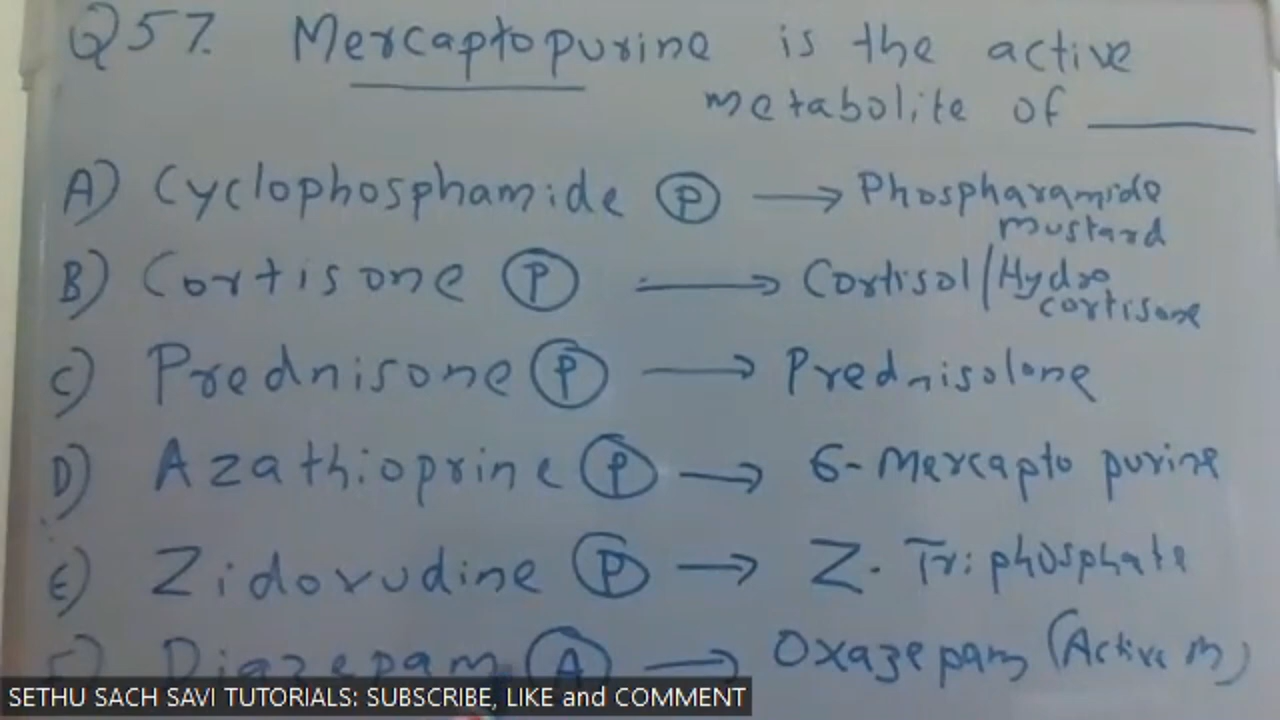 Q57. Mercaptopurine is the active
metabolite of ______
A) Cyclophosphamide (P) → Phospharamide
mustard
B) Cortisone (P) → Cortisol/Hydro
cortisone
C) Prednisone (P) → Prednisolone
D) Azathioprine (P) → 6-Mercapto purine
E) Zidovudine (P) → Z. Triphosphate
F) Diazepam (A) → Oxazepam (Active m)
SETHU SACH SAVI TUTORIALS: SUBSCRIBE, LIKE and COMMENT